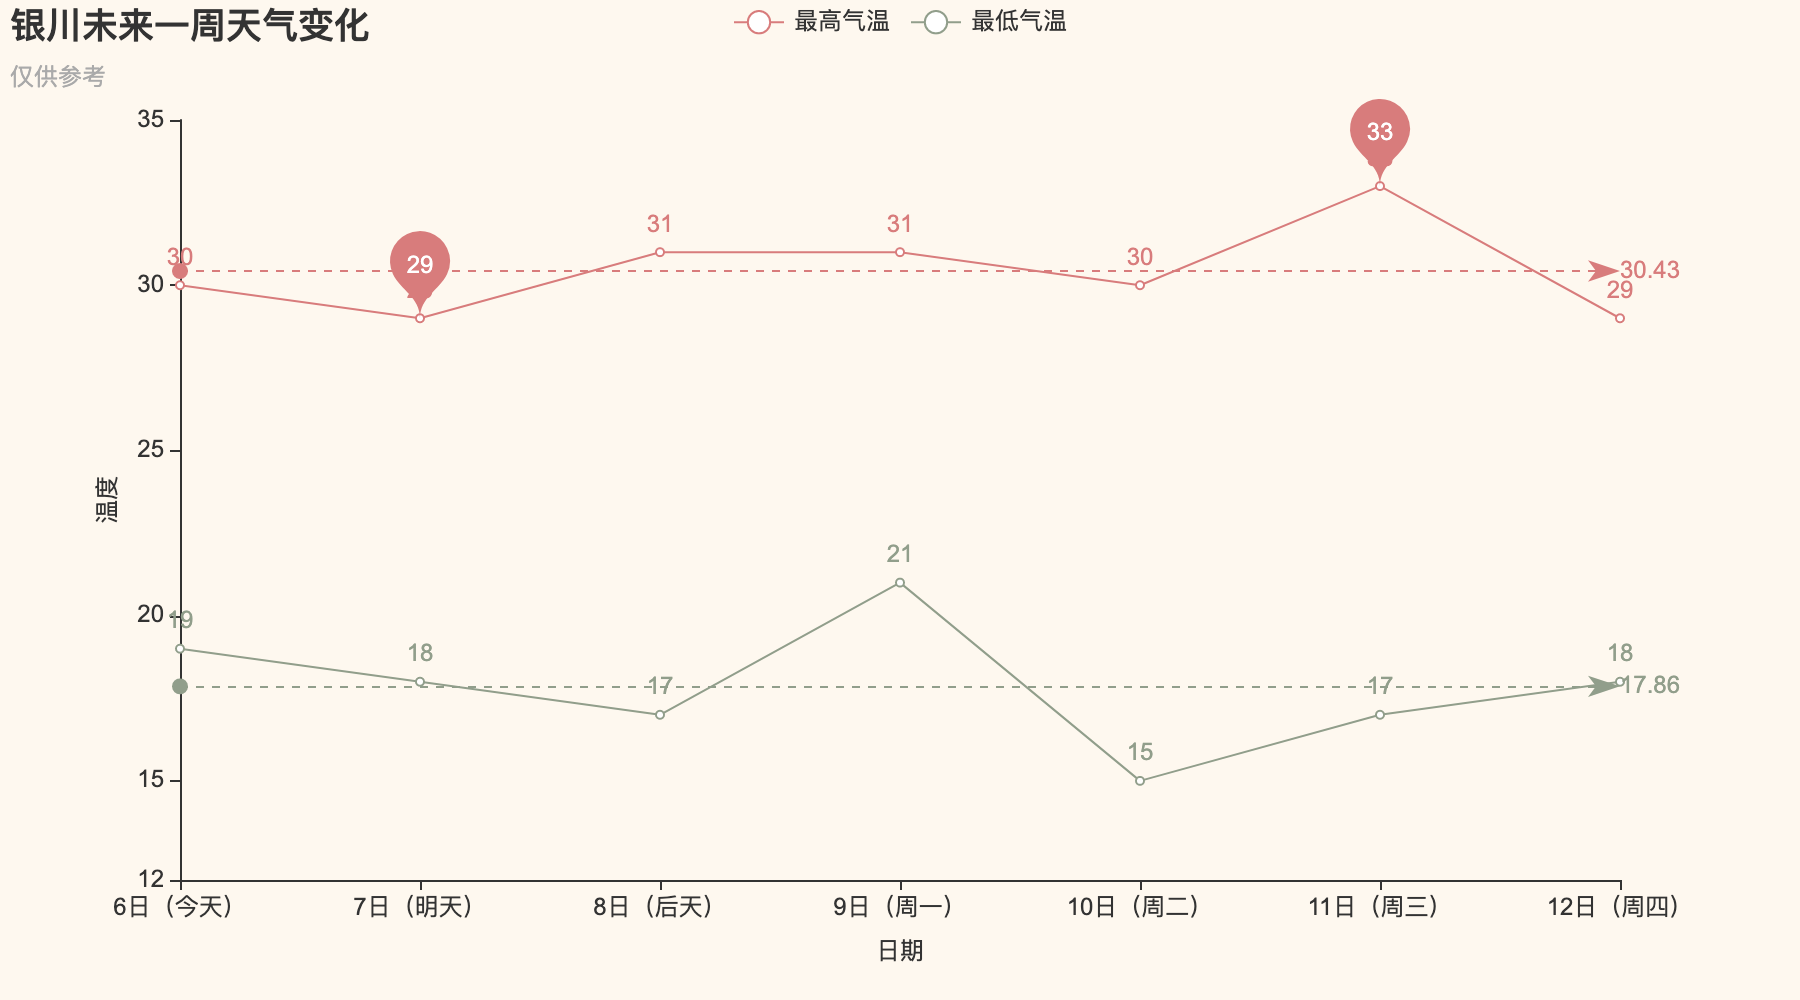 银川未来一周天气变化
仅供参考
最高气温
最低气温
35
30
25
20
15
12
温度
30
29
31
31
30
33
29
30.43
19
18
17
21
15
17
18
17.86
6日（今天）
7日（明天）
8日（后天）
9日（周一）
10日（周二）
11日（周三）
12日（周四）
日期